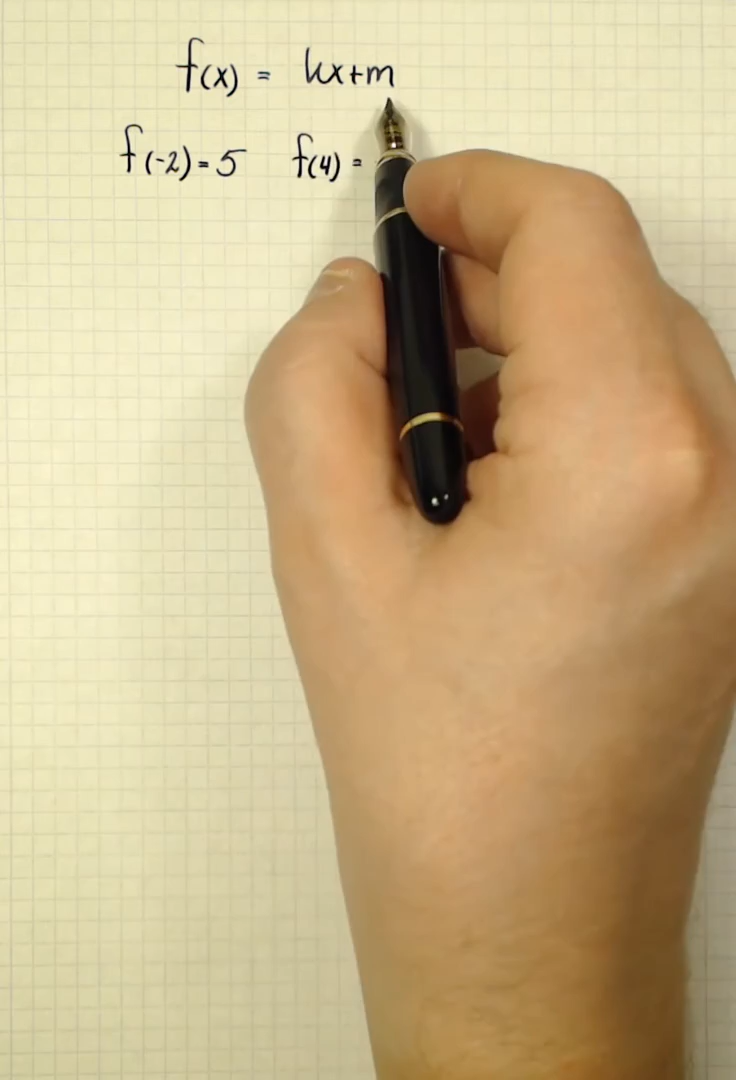 f(x) = kx+m
f(-2) = 5 f(4) =